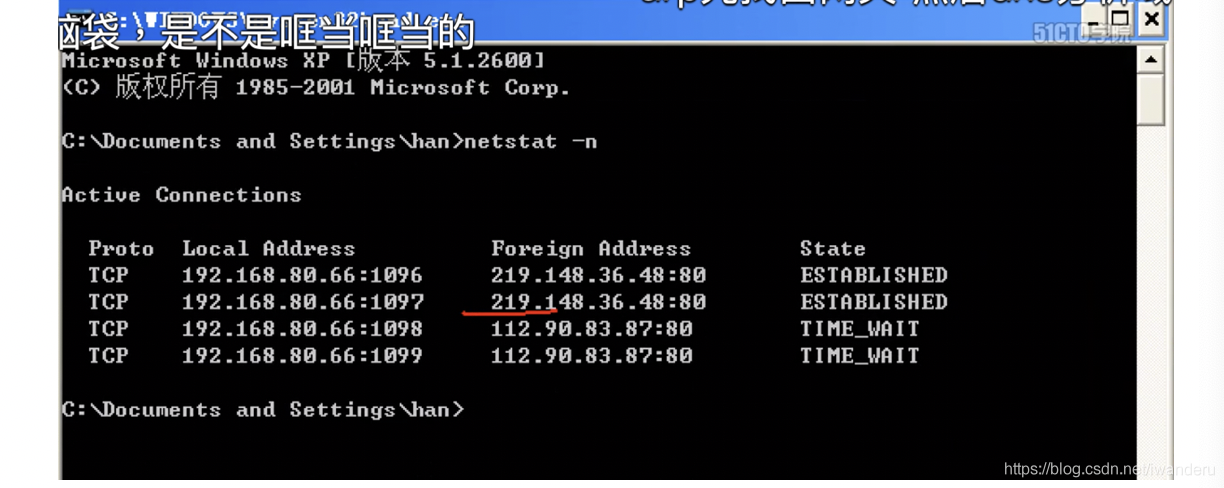 脑袋，是不是哐当哐当的
51CTO学院
Microsoft Windows XP [版本 5.1.2600]
(C) 版权所有 1985-2001 Microsoft Corp.
C:\Documents and Settings\han>netstat -n
Active Connections
Proto Local Address Foreign Address State
TCP 192.168.80.66:1096 219.148.36.48:80 ESTABLISHED
TCP 192.168.80.66:1097 219.148.36.48:80 ESTABLISHED
TCP 192.168.80.66:1098 112.90.83.87:80 TIME_WAIT
TCP 192.168.80.66:1099 112.90.83.87:80 TIME_WAIT
C:\Documents and Settings\han>
https://blog.csdn.net/iwanderu